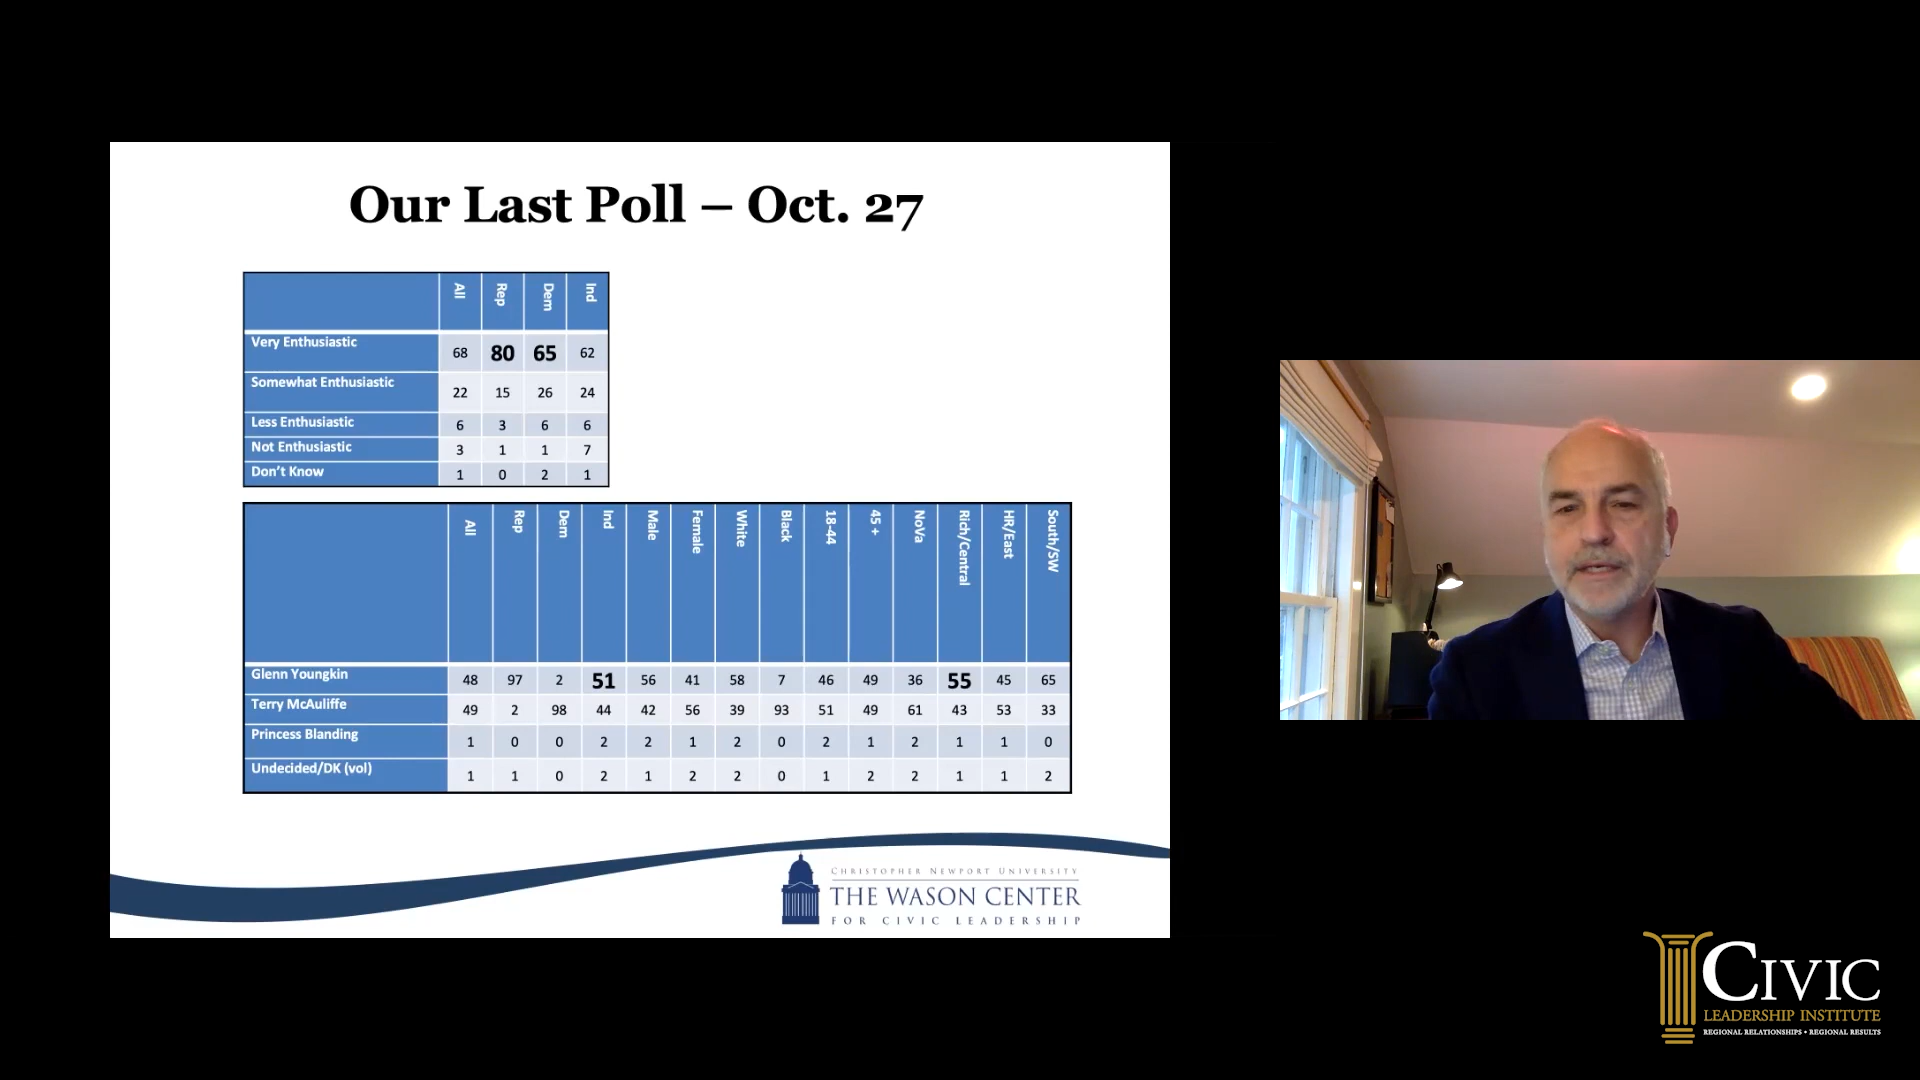 Our Last Poll – Oct. 27
All Rep Dem Ind
Very Enthusiastic 68 80 65 62
Somewhat Enthusiastic 22 15 26 24
Less Enthusiastic 6 3 6 6
Not Enthusiastic 3 1 1 7
Don't Know 1 0 2 1
All Rep Dem Ind Male Female White Black 18-44 45 + NoVa Rich/Central HR/East South/SW
Glenn Youngkin 48 97 2 51 56 41 58 7 46 49 36 55 45 65
Terry McAuliffe 49 2 98 44 42 56 39 93 51 49 61 43 53 33
Princess Blanding 1 0 0 2 2 1 2 0 2 1 2 1 1 0
Undecided/DK (vol) 1 1 0 2 1 2 2 0 1 2 2 1 1 2
CHRISTOPHER NEWPORT UNIVERSITY
THE WASON CENTER
FOR CIVIC LEADERSHIP
CIVIC
LEADERSHIP INSTITUTE
REGIONAL RELATIONSHIPS • REGIONAL RESULTS